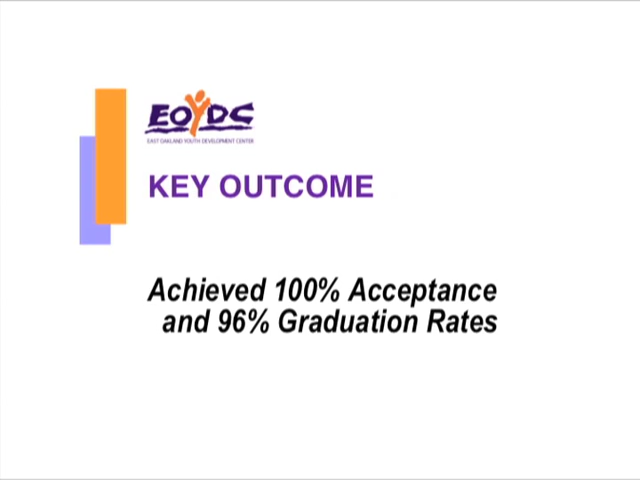 EOYDC
EAST OAKLAND YOUTH DEVELOPMENT CENTER
KEY OUTCOME
Achieved 100% Acceptance
and 96% Graduation Rates